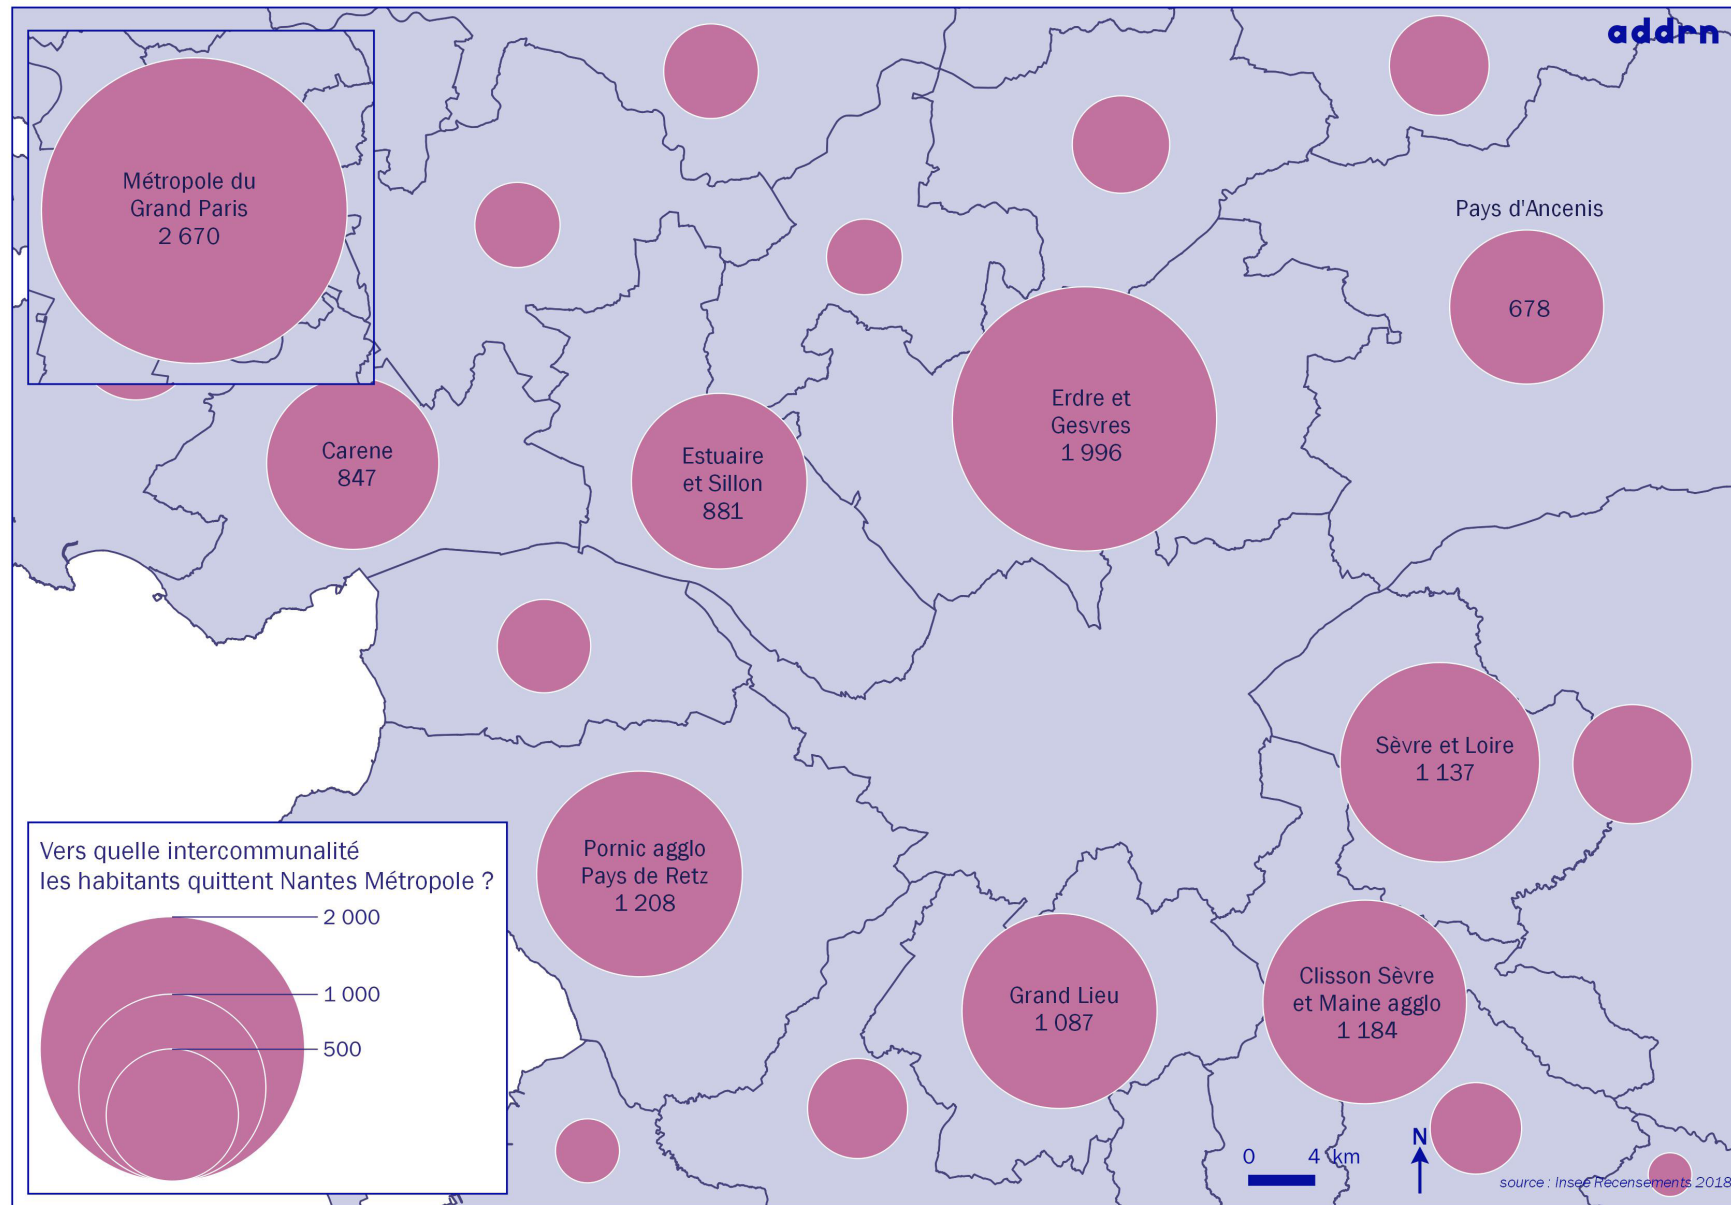 addrn
Métropole du
Grand Paris
2 670
Pays d'Ancenis
678
Erdre et
Gesvres
1 996
Carene
847
Estuaire
et Sillon
881
Sèvre et Loire
1 137
Pornic agglo
Pays de Retz
1 208
Grand Lieu
1 087
Clisson Sèvre
et Maine agglo
1 184
Vers quelle intercommunalité
les habitants quittent Nantes Métropole ?
2 000
1 000
500
0 4 km
N
source : Insee Recensements 2018